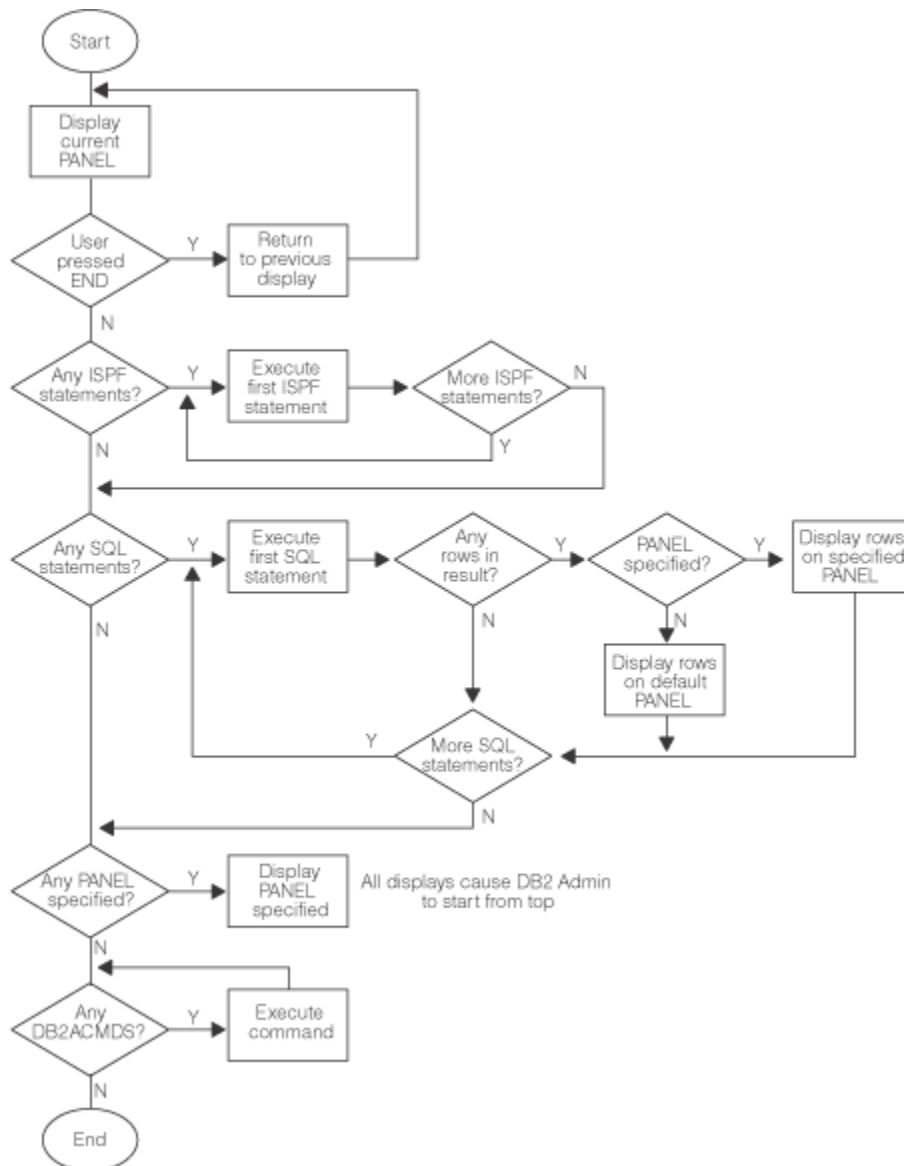 Start
Display
current
PANEL
User
pressed
END
Y
Return
to previous
display
N
Any ISPF
statements?
Y
Execute
first ISPF
statement
More ISPF
statements?
N
Y
N
Any SQL
statements?
Y
Execute
first SQL
statement
Any
rows in
result?
Y
PANEL
specified?
Y
Display rows
on specified
PANEL
N
N
N
Display rows
on default
PANEL
More SQL
statements?
Y
N
Any PANEL
specified?
Y
Display
PANEL
specified
All displays cause DB2 Admin
to start from top
N
Any
DB2ACMDS?
Y
Execute
command
N
End